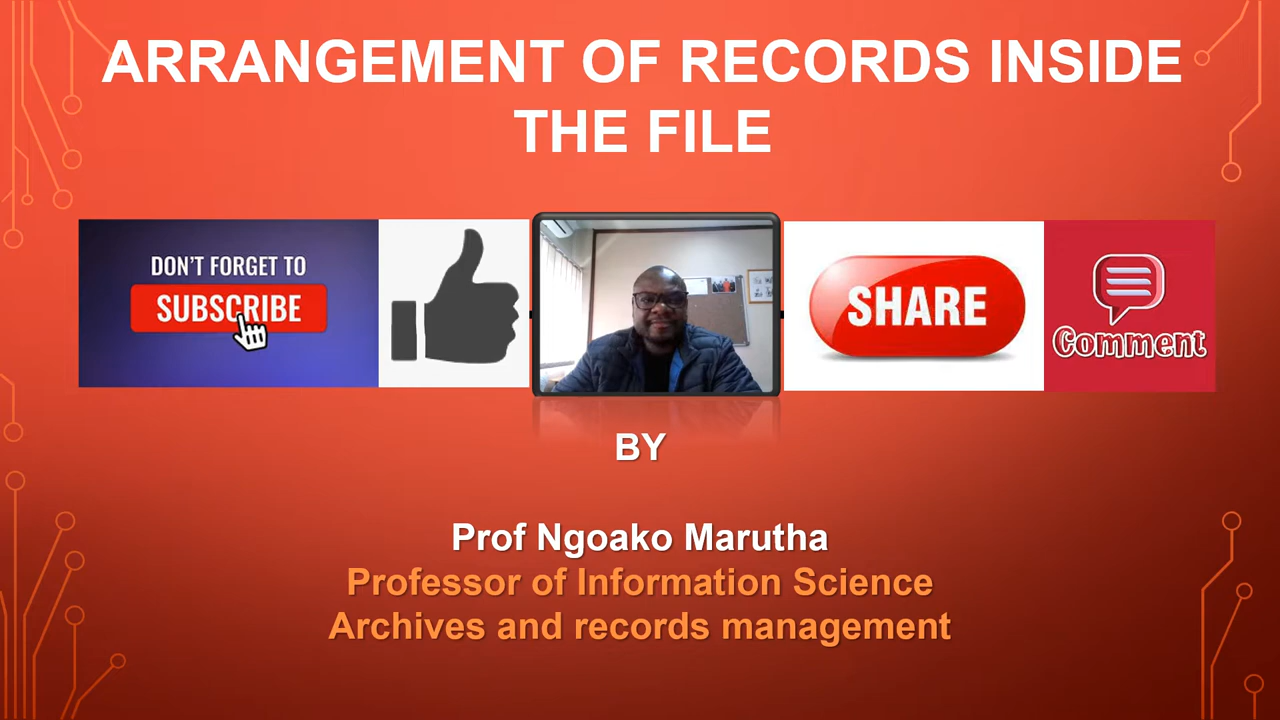 ARRANGEMENT OF RECORDS INSIDE
THE FILE
DON'T FORGET TO
SUBSCRIBE
SHARE
Comment
BY
Prof Ngoako Marutha
Professor of Information Science
Archives and records management